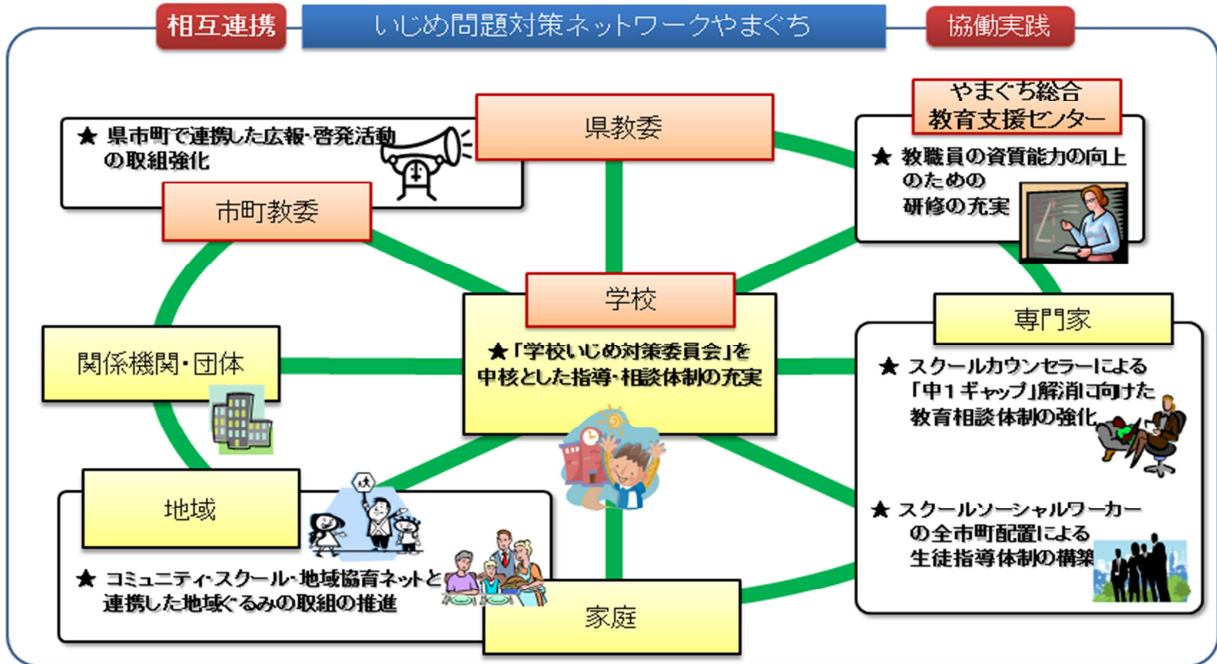 相互連携
いじめ問題対策ネットワークやまぐち
協働実践
県教委
やまぐち総合
教育支援センター
★ 県市町で連携した広報・啓発活動
の取組強化
★ 教職員の資質能力の向上
のための
研修の充実
市町教委
学校
★「学校いじめ対策委員会」を
中核とした指導・相談体制の充実
専門家
★ スクールカウンセラーによる
「中1ギャップ」解消に向けた
教育相談体制の強化
★ スクールソーシャルワーカー
の全市町配置による
生徒指導体制の構築
関係機関・団体
地域
★ コミュニティ・スクール・地域協育ネットと
連携した地域ぐるみの取組の推進
家庭